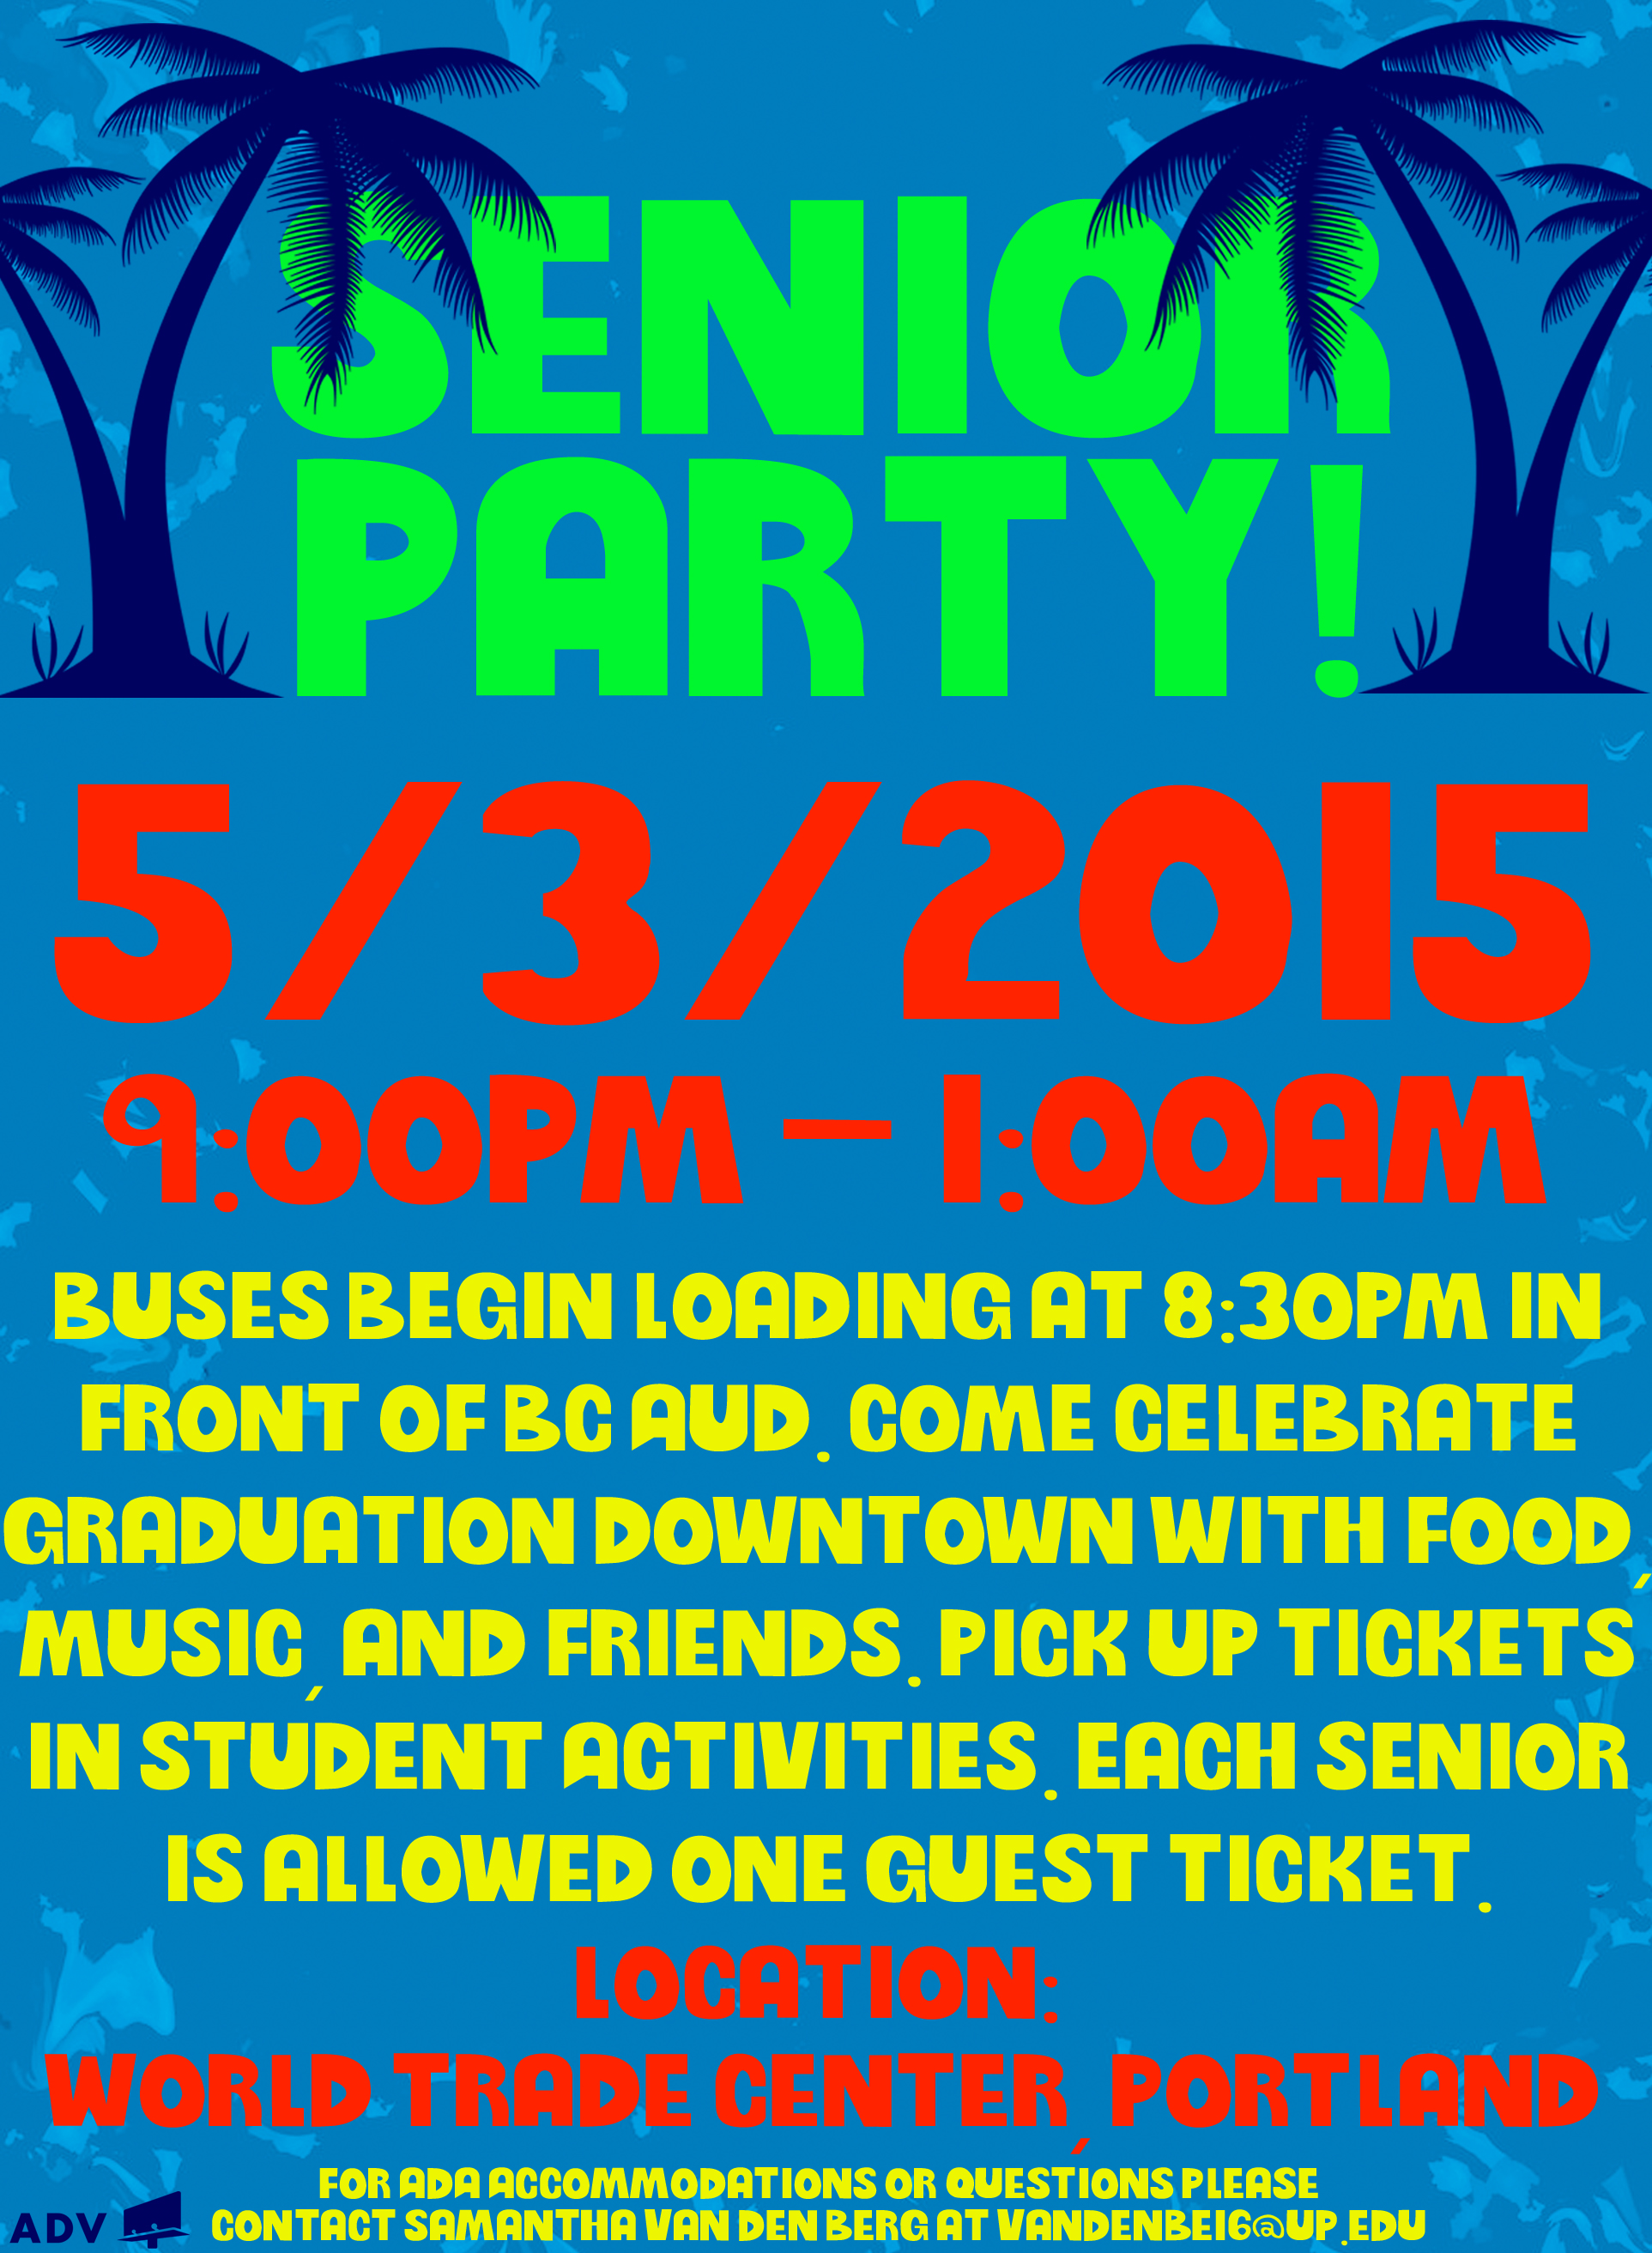 SENIOR
PARTY!
5/3/2015
9:00PM – 1:00AM
BUSES BEGIN LOADING AT 8:30PM IN
FRONT OF BC AUD. COME CELEBRATE
GRADUATION DOWNTOWN WITH FOOD,
MUSIC, AND FRIENDS. PICK UP TICKETS
IN STUDENT ACTIVITIES. EACH SENIOR
IS ALLOWED ONE GUEST TICKET.
LOCATION:
WORLD TRADE CENTER, PORTLAND
FOR ADA ACCOMMODATIONS OR QUESTIONS PLEASE
CONTACT SAMANTHA VAN DEN BERG AT VANDENBE16@UP.EDU
ADV